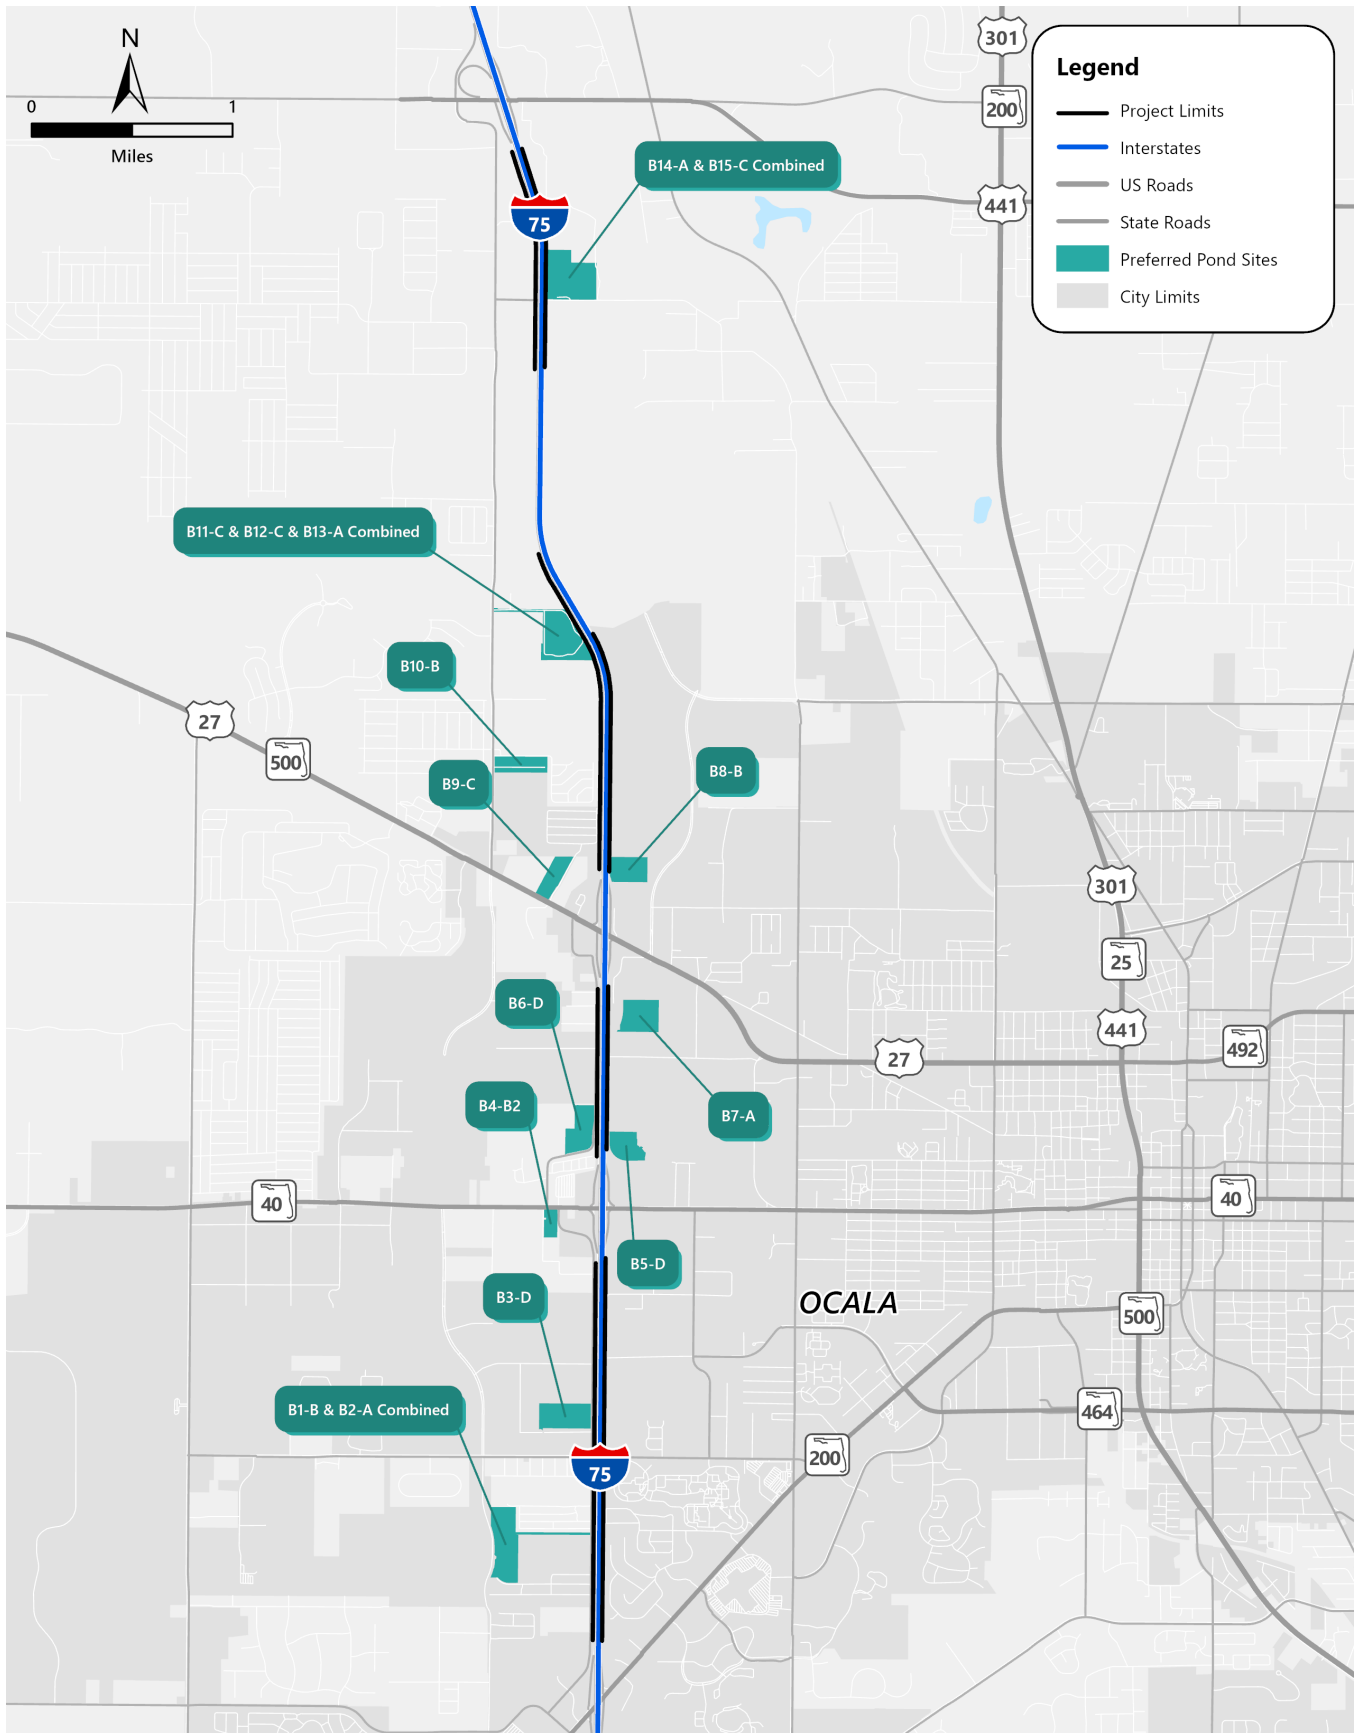 N
0 1
Miles
301
200
441
Legend
Project Limits
Interstates
US Roads
State Roads
Preferred Pond Sites
City Limits
B14-A & B15-C Combined
75
B11-C & B12-C & B13-A Combined
B10-B
27
500
B9-C
B8-B
301
25
B6-D
441
492
27
B4-B2
B7-A
40
40
B5-D
B3-D
OCALA
500
B1-B & B2-A Combined
464
200
75